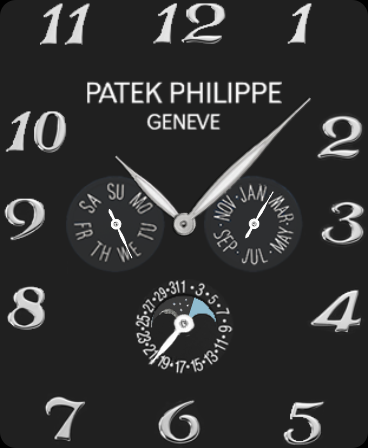 11 12 1
PATEK PHILIPPE
GENEVE
10 2
SA SU MO TU WE TH FR
NOV·JAN·MAR·MAY·JUL·SEP·
9 3
8 4
1·3·5·7·9·11·13·15·17·19·21·23·25·27·29·31
7 6 5